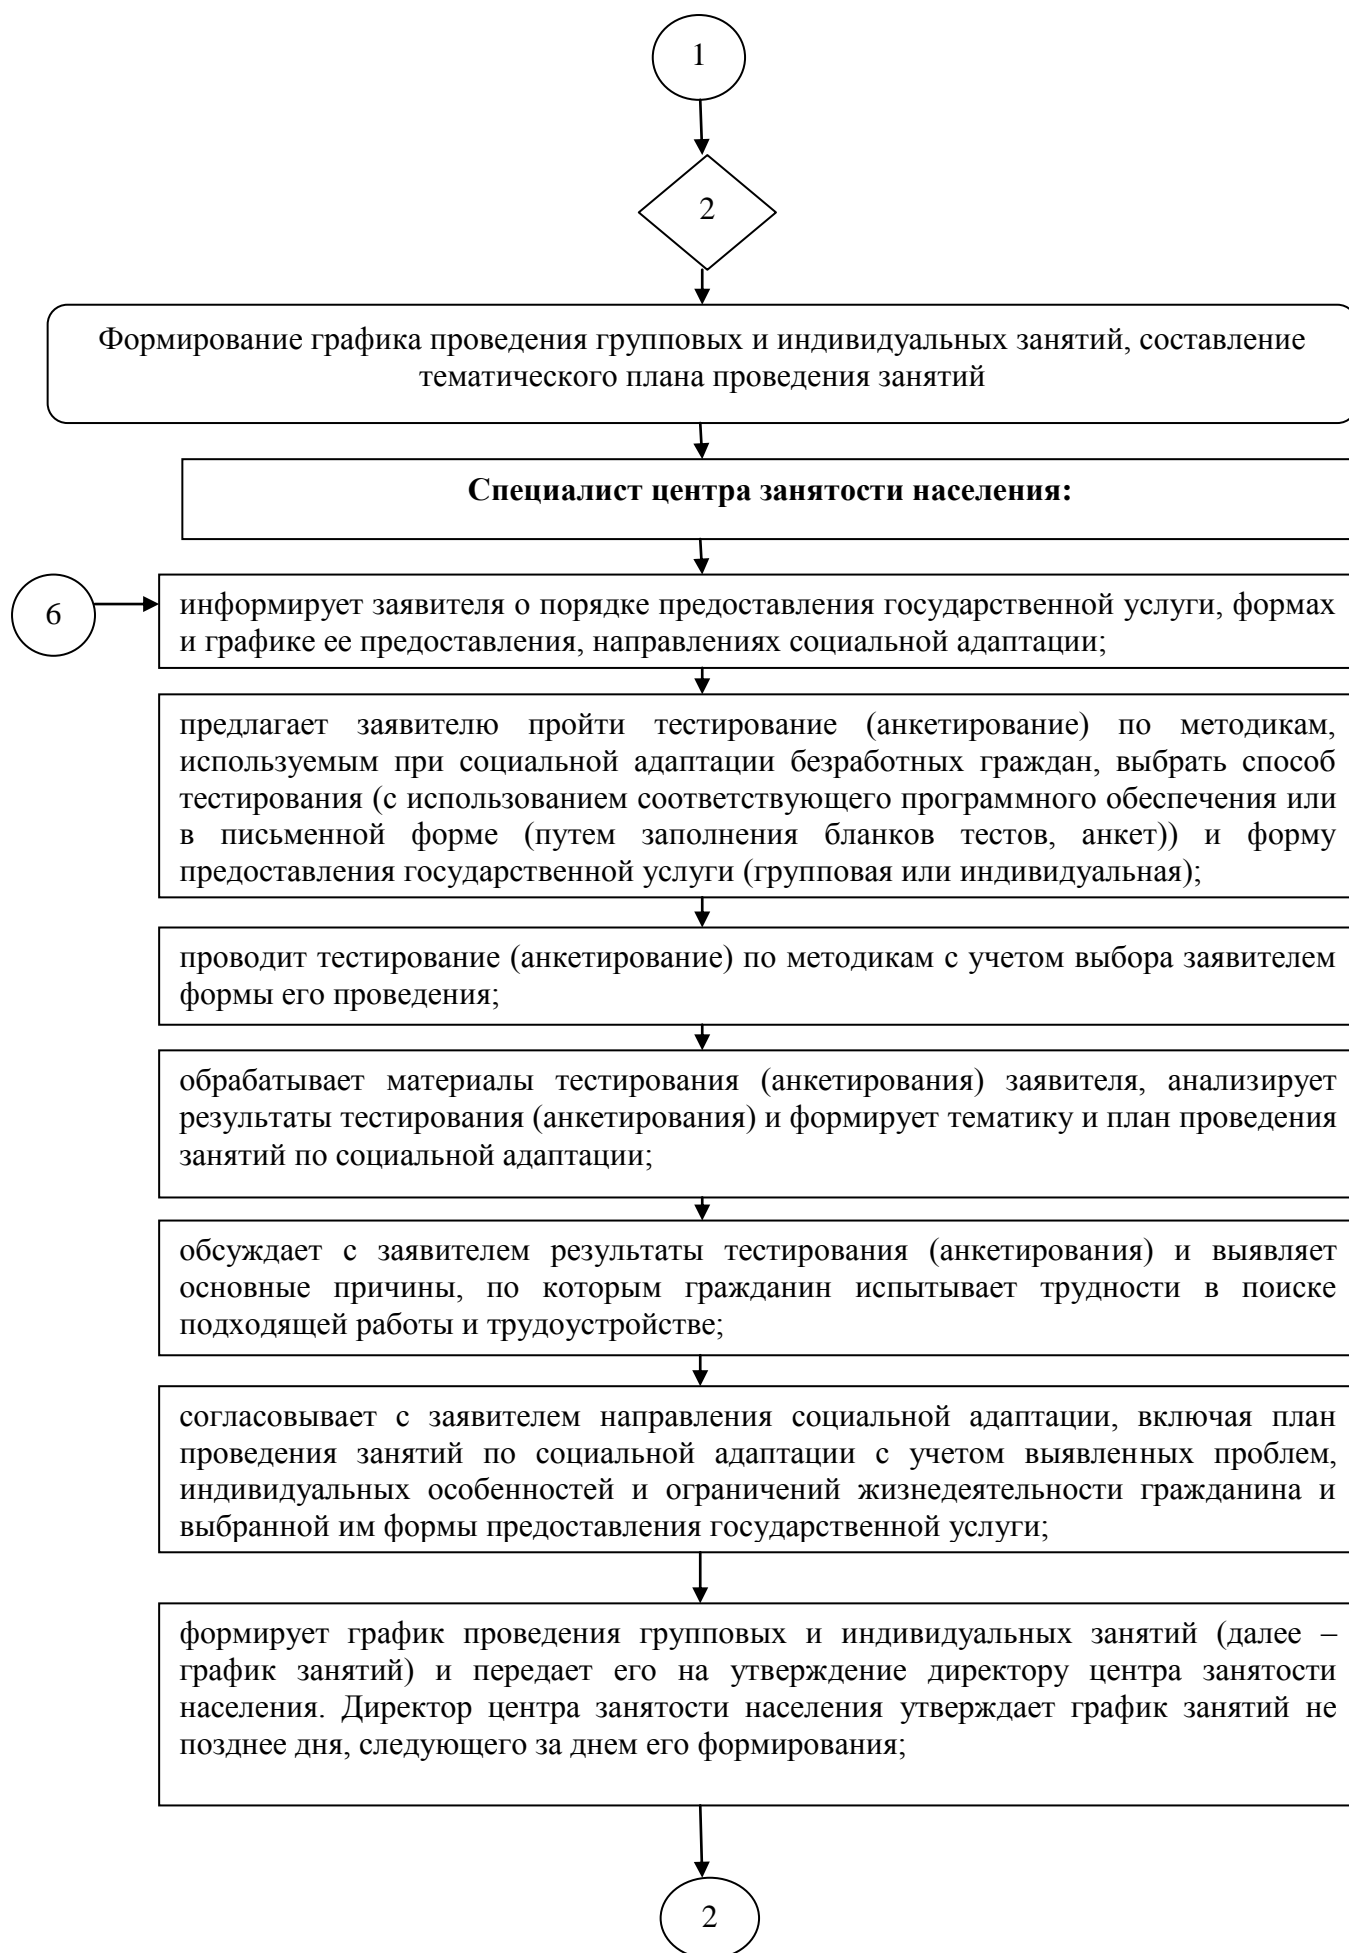 1
2
Формирование графика проведения групповых и индивидуальных занятий, составление
тематического плана проведения занятий
Специалист центра занятости населения:
6
информирует заявителя о порядке предоставления государственной услуги, формах
и графике ее предоставления, направлениях социальной адаптации;
предлагает заявителю пройти тестирование (анкетирование) по методикам,
используемым при социальной адаптации безработных граждан, выбрать способ
тестирования (с использованием соответствующего программного обеспечения или
в письменной форме (путем заполнения бланков тестов, анкет)) и форму
предоставления государственной услуги (групповая или индивидуальная);
проводит тестирование (анкетирование) по методикам с учетом выбора заявителем
формы его проведения;
обрабатывает материалы тестирования (анкетирования) заявителя, анализирует
результаты тестирования (анкетирования) и формирует тематику и план проведения
занятий по социальной адаптации;
обсуждает с заявителем результаты тестирования (анкетирования) и выявляет
основные причины, по которым гражданин испытывает трудности в поиске
подходящей работы и трудоустройстве;
согласовывает с заявителем направления социальной адаптации, включая план
проведения занятий по социальной адаптации с учетом выявленных проблем,
индивидуальных особенностей и ограничений жизнедеятельности гражданина и
выбранной им формы предоставления государственной услуги;
формирует график проведения групповых и индивидуальных занятий (далее –
график занятий) и передает его на утверждение директору центра занятости
населения. Директор центра занятости населения утверждает график занятий не
позднее дня, следующего за днем его формирования;
2